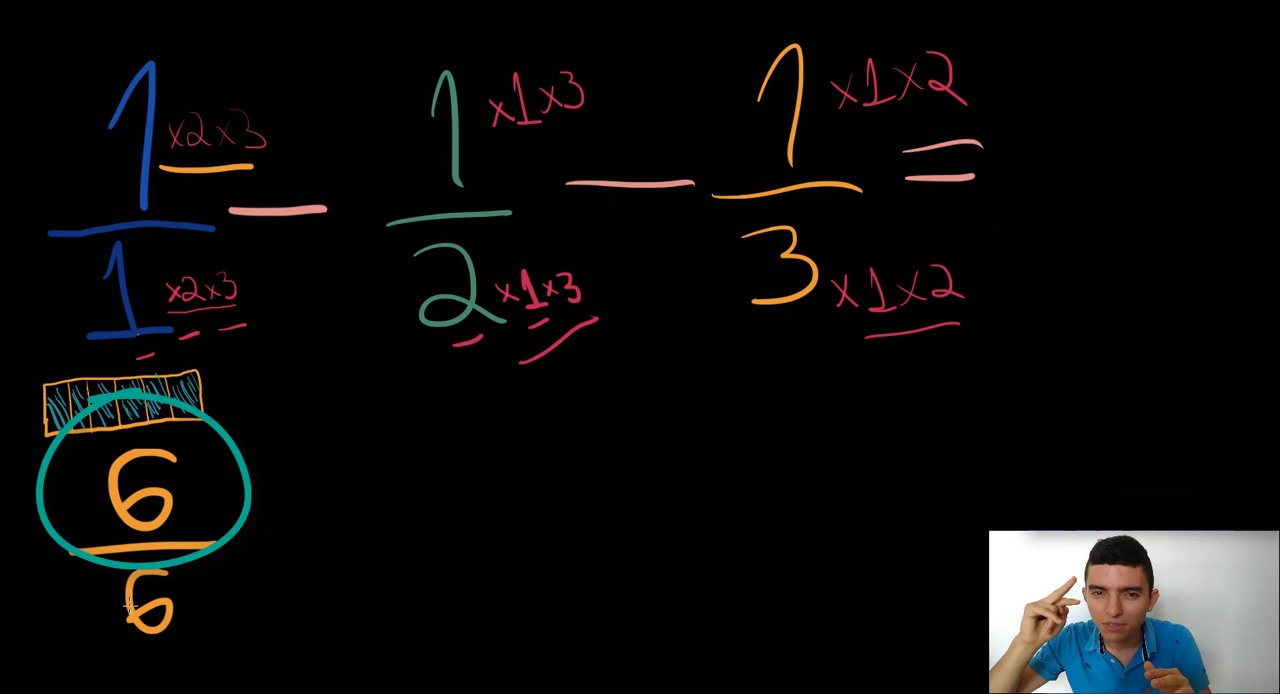 1 ×2×3 — 1 ×1×3 — 1 ×1×2 =
1 ×2×3 2 ×1×3 3 ×1×2
6
6